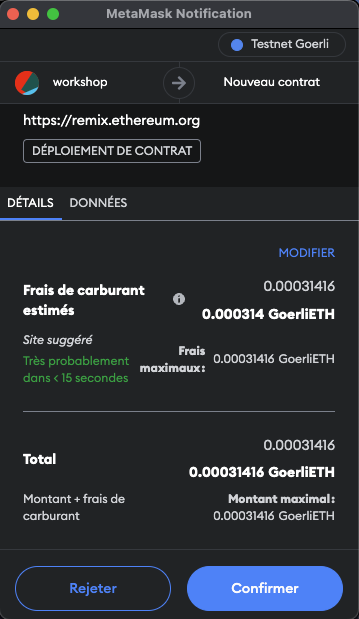 MetaMask Notification
Testnet Goerli
workshop
Nouveau contrat
https://remix.ethereum.org
DÉPLOIEMENT DE CONTRAT
DÉTAILS DONNÉES
MODIFIER
Frais de carburant
estimés
0.00031416
0.000314 GoerliETH
Site suggéré
Très probablement
dans < 15 secondes
Frais
maximaux:
0.00031416 GoerliETH
0.00031416
Total
0.00031416 GoerliETH
Montant + frais de
carburant
Montant maximal:
0.00031416 GoerliETH
Rejeter
Confirmer